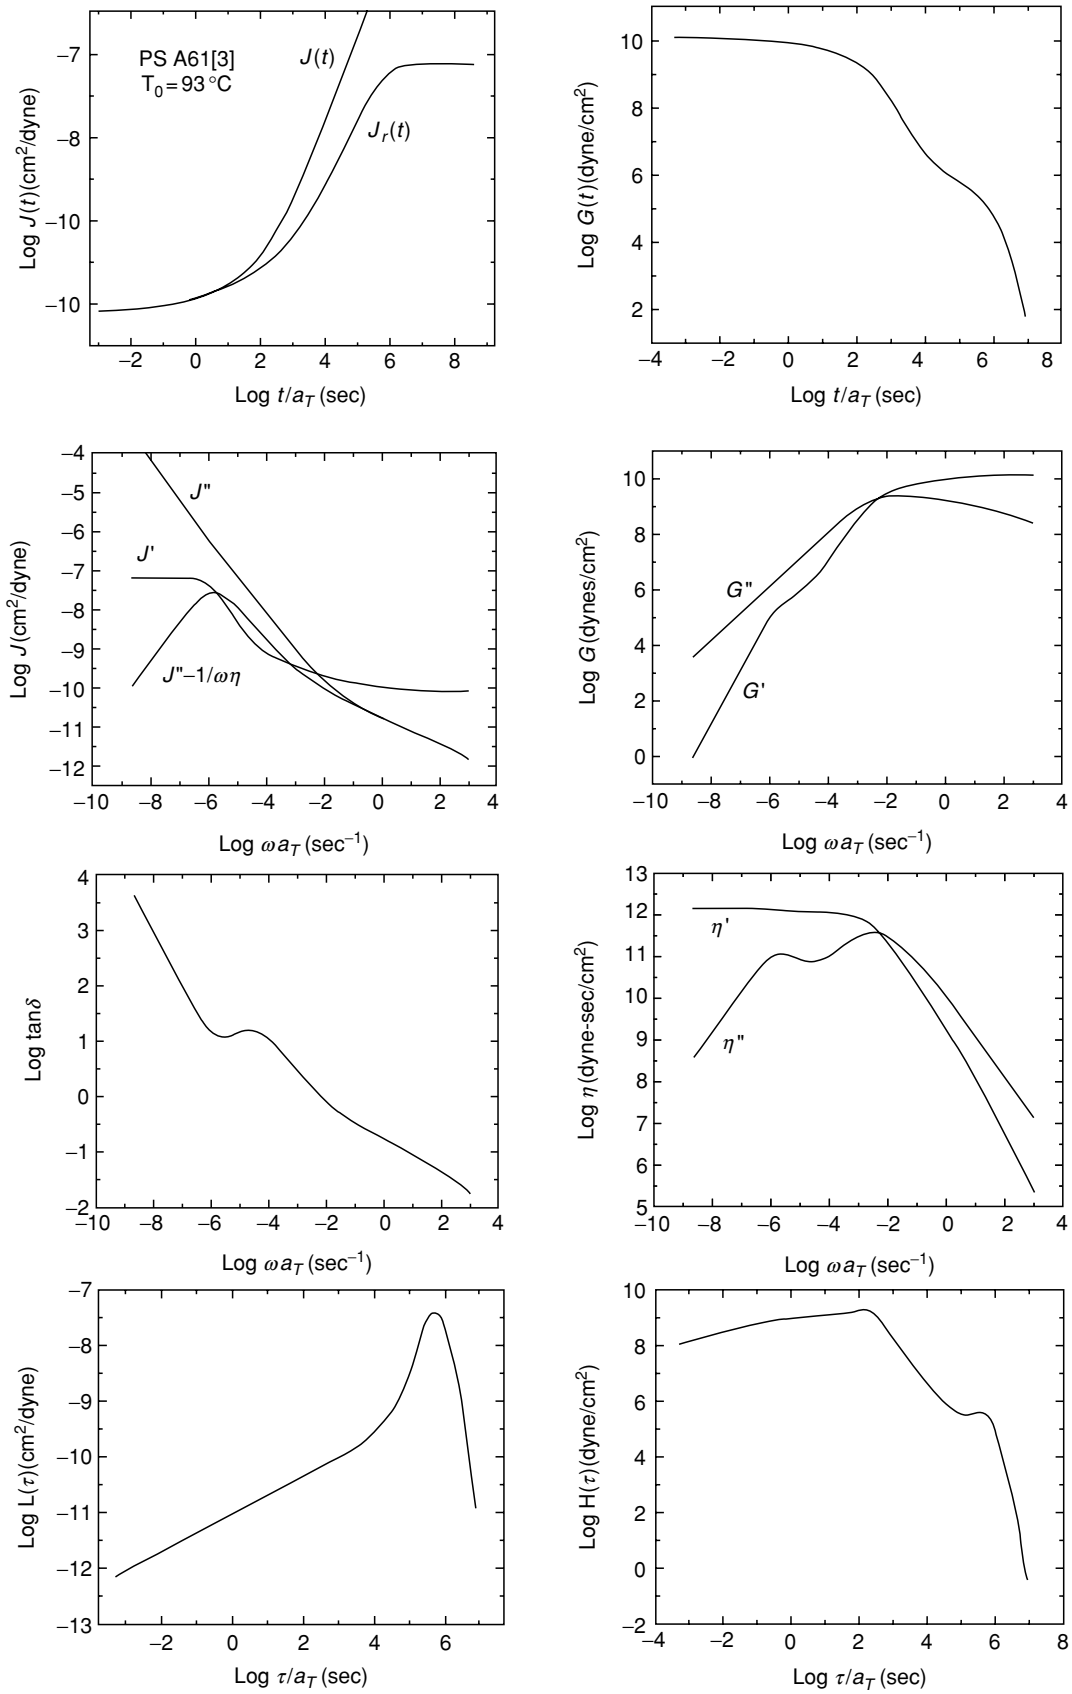 PS A61[3]
T0 = 93 °C
J(t)
Jr(t)
Log J(t)(cm²/dyne)
−7
−8
−10
−10
−2 0 2 4 6 8
Log t/aT (sec)
Log G(t)(dyne/cm²)
10
8
6
4
2
−4 −2 0 2 4 6 8
Log t/aT (sec)
Log J(cm²/dyne)
−4
−5
−6
−7
−8
−9
−10
−11
−12
J"
J'
J"−1/ωη
−10 −8 −6 −4 −2 0 2 4
Log ωaT (sec⁻¹)
Log G(dynes/cm²)
10
8
6
4
2
0
G"
G'
−10 −8 −6 −4 −2 0 2 4
Log ωaT (sec⁻¹)
Log tanδ
4
3
2
1
0
−1
−2
−10 −8 −6 −4 −2 0 2 4
Log ωaT (sec⁻¹)
Log η(dyne-sec/cm²)
13
12
11
10
9
8
7
6
5
η'
η"
−10 −8 −6 −4 −2 0 2 4
Log ωaT (sec⁻¹)
Log L(τ)(cm²/dyne)
−7
−8
−9
−10
−11
−12
−13
−2 0 2 4 6
Log τ/aT (sec)
Log H(τ)(dyne/cm²)
10
8
6
4
2
0
−2
−4 −2 0 2 4 6 8
Log τ/aT (sec)